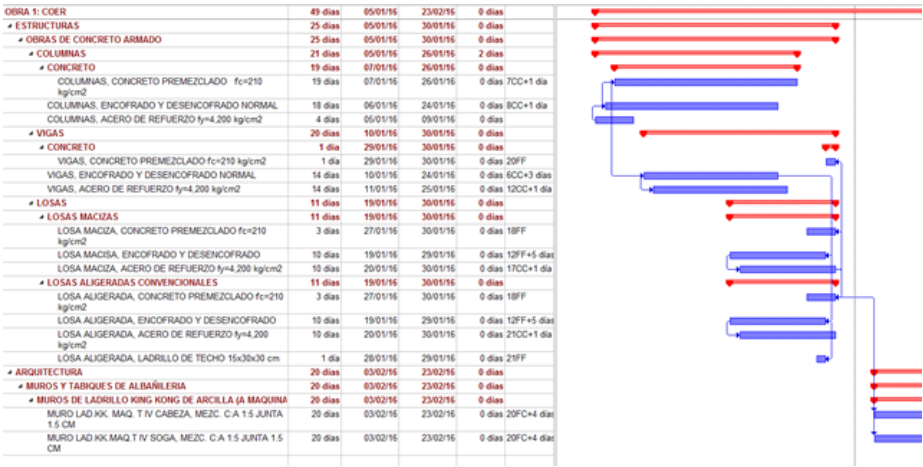 OBRA 1: COER 49 días 05/01/16 23/02/16 0 días
ESTRUCTURAS 25 días 05/01/16 30/01/16 0 días
OBRAS DE CONCRETO ARMADO 25 días 05/01/16 30/01/16 0 días
COLUMNAS 21 días 05/01/16 26/01/16 2 días
CONCRETO 19 días 07/01/16 26/01/16 0 días
COLUMNAS, CONCRETO PREMEZCLADO f'c=210 19 días 07/01/16 26/01/16 0 días 7CC+1 día
kg/cm2
COLUMNAS, ENCOFRADO Y DESENCOFRADO NORMAL 18 días 06/01/16 24/01/16 0 días 8CC+1 día
COLUMNAS, ACERO DE REFUERZO fy=4,200 kg/cm2 4 días 05/01/16 09/01/16 0 días
VIGAS 20 días 10/01/16 30/01/16 0 días
CONCRETO 1 día 29/01/16 30/01/16 0 días
VIGAS, CONCRETO PREMEZCLADO f'c=210 kg/cm2 1 día 29/01/16 30/01/16 0 días 20FF
VIGAS, ENCOFRADO Y DESENCOFRADO NORMAL 14 días 10/01/16 24/01/16 0 días 6CC+3 días
VIGAS, ACERO DE REFUERZO fy=4,200 kg/cm2 14 días 11/01/16 25/01/16 0 días 12CC+1 día
LOSAS 11 días 19/01/16 30/01/16 0 días
LOSAS MACIZAS 11 días 19/01/16 30/01/16 0 días
LOSA MACIZA, CONCRETO PREMEZCLADO f'c=210 3 días 27/01/16 30/01/16 0 días 18FF
kg/cm2
LOSA MACISA, ENCOFRADO Y DESENCOFRADO 10 días 19/01/16 29/01/16 0 días 12FF+5 días
LOSA MACIZA, ACERO DE REFUERZO fy=4,200 kg/cm2 10 días 20/01/16 30/01/16 0 días 17CC+1 día
LOSAS ALIGERADAS CONVENCIONALES 11 días 19/01/16 30/01/16 0 días
LOSA ALIGERADA, CONCRETO PREMEZCLADO f'c=210 3 días 27/01/16 30/01/16 0 días 18FF
kg/cm2
LOSA ALIGERADA, ENCOFRADO Y DESENCOFRADO 10 días 19/01/16 29/01/16 0 días 12FF+5 días
LOSA ALIGERADA, ACERO DE REFUERZO fy=4,200 10 días 20/01/16 30/01/16 0 días 21CC+1 día
kg/cm2
LOSA ALIGERADA, LADRILLO DE TECHO 15x30x30 cm 1 día 28/01/16 29/01/16 0 días 21FF
ARQUITECTURA 20 días 03/02/16 23/02/16 0 días
MUROS Y TABIQUES DE ALBAÑILERIA 20 días 03/02/16 23/02/16 0 días
MUROS DE LADRILLO KING KONG DE ARCILLA (A MAQUINA 20 días 03/02/16 23/02/16 0 días
MURO LAD.KK. MAQ. T IV CABEZA, MEZC. C:A 1:5 JUNTA 20 días 03/02/16 23/02/16 0 días 20FC+4 días
1.5 CM
MURO LAD.KK.MAQ.T IV SOGA, MEZC. C:A 1:5 JUNTA 1.5 20 días 03/02/16 23/02/16 0 días 20FC+4 días
CM